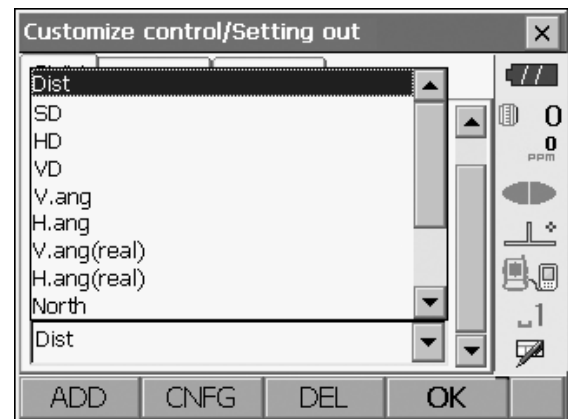 Customize control/Setting out
Dist
SD
HD
VD
V.ang
H.ang
V.ang(real)
H.ang(real)
North
Dist
0
0
PPM
1
ADD CNFG DEL OK